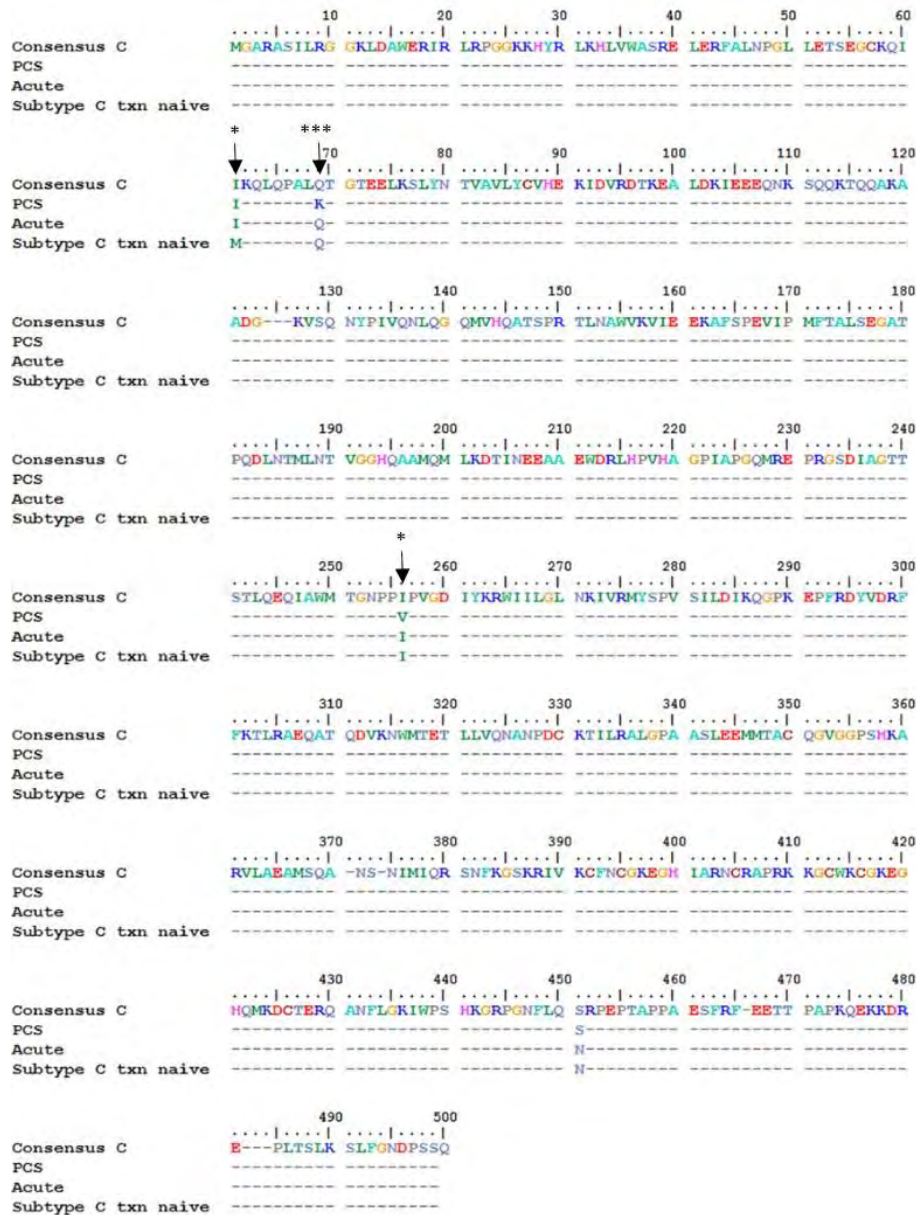 10 20 30 40 50 60
....|....| ....|....| ....|....| ....|....| ....|....| ....|....|
Consensus C MGARASILRG GKLDAWERIR LRPGGKKHYR LKHLVWASRE LERFALNPGL LETSEGCKQI
PCS ---------- ---------- ---------- ---------- ---------- ----------
Acute ---------- ---------- ---------- ---------- ---------- ----------
Subtype C txn naive ---------- ---------- ---------- ---------- ---------- ----------
* ***
70 80 90 100 110 120
....|....| ....|....| ....|....| ....|....| ....|....| ....|....|
Consensus C IKQLQPALQT GTEELKSLYN TVAVLYCVHE KIDVRDTKEA LDKIEEEQNK SQQKTQQAKA
PCS I-------K- ---------- ---------- ---------- ---------- ----------
Acute I-------Q- ---------- ---------- ---------- ---------- ----------
Subtype C txn naive M-------Q- ---------- ---------- ---------- ---------- ----------
130 140 150 160 170 180
....|....| ....|....| ....|....| ....|....| ....|....| ....|....|
Consensus C ADG---KVSQ NYPIVQNLQG QMVHQATSPR TLNAWVKVIE EKAFSPEVIP MFTALSEGAT
PCS ---------- ---------- ---------- ---------- ---------- ----------
Acute ---------- ---------- ---------- ---------- ---------- ----------
Subtype C txn naive ---------- ---------- ---------- ---------- ---------- ----------
190 200 210 220 230 240
....|....| ....|....| ....|....| ....|....| ....|....| ....|....|
Consensus C PQDLNTMLNT VGGHQAAMQM LKDTINEEAA EWDRLHPVHA GPIAPGQMRE PRGSDIAGTT
PCS ---------- ---------- ---------- ---------- ---------- ----------
Acute ---------- ---------- ---------- ---------- ---------- ----------
Subtype C txn naive ---------- ---------- ---------- ---------- ---------- ----------
*
250 260 270 280 290 300
....|....| ....|....| ....|....| ....|....| ....|....| ....|....|
Consensus C STLQEQIAWM TGNPPIPVGD IYKRWIILGL NKIVRMYSPV SILDIKQGPK EPFRDYVDRF
PCS ---------- -----V---- ---------- ---------- ---------- ----------
Acute ---------- -----I---- ---------- ---------- ---------- ----------
Subtype C txn naive ---------- -----I---- ---------- ---------- ---------- ----------
310 320 330 340 350 360
....|....| ....|....| ....|....| ....|....| ....|....| ....|....|
Consensus C FKTLRAEQAT QDVKNWMTET LLVQNANPDC KTILRALGPA ASLEEMMTAC QGVGGPSHKA
PCS ---------- ---------- ---------- ---------- ---------- ----------
Acute ---------- ---------- ---------- ---------- ---------- ----------
Subtype C txn naive ---------- ---------- ---------- ---------- ---------- ----------
370 380 390 400 410 420
....|....| ....|....| ....|....| ....|....| ....|....| ....|....|
Consensus C RVLAEAMSQA -NS-NIMIQR SNFKGSKRIV KCFNCGKEGH IARNCRAPRK KGCWKCGKEG
PCS ---------- ---------- ---------- ---------- ---------- ----------
Acute ---------- ---------- ---------- ---------- ---------- ----------
Subtype C txn naive ---------- ---------- ---------- ---------- ---------- ----------
430 440 450 460 470 480
....|....| ....|....| ....|....| ....|....| ....|....| ....|....|
Consensus C HQMKDCTERQ ANFLGKIWPS HKGRPGNFLQ SRPEPTAPPA ESFRF-EETT PAPKQEKKDR
PCS ---------- ---------- ---------- S--------- ---------- ----------
Acute ---------- ---------- ---------- N--------- ---------- ----------
Subtype C txn naive ---------- ---------- ---------- N--------- ---------- ----------
490 500
....|....| ....|....|
Consensus C E---PLTSLK SLFGNDPSSQ
PCS ---------- ---------
Acute ---------- ---------
Subtype C txn naive ---------- ---------